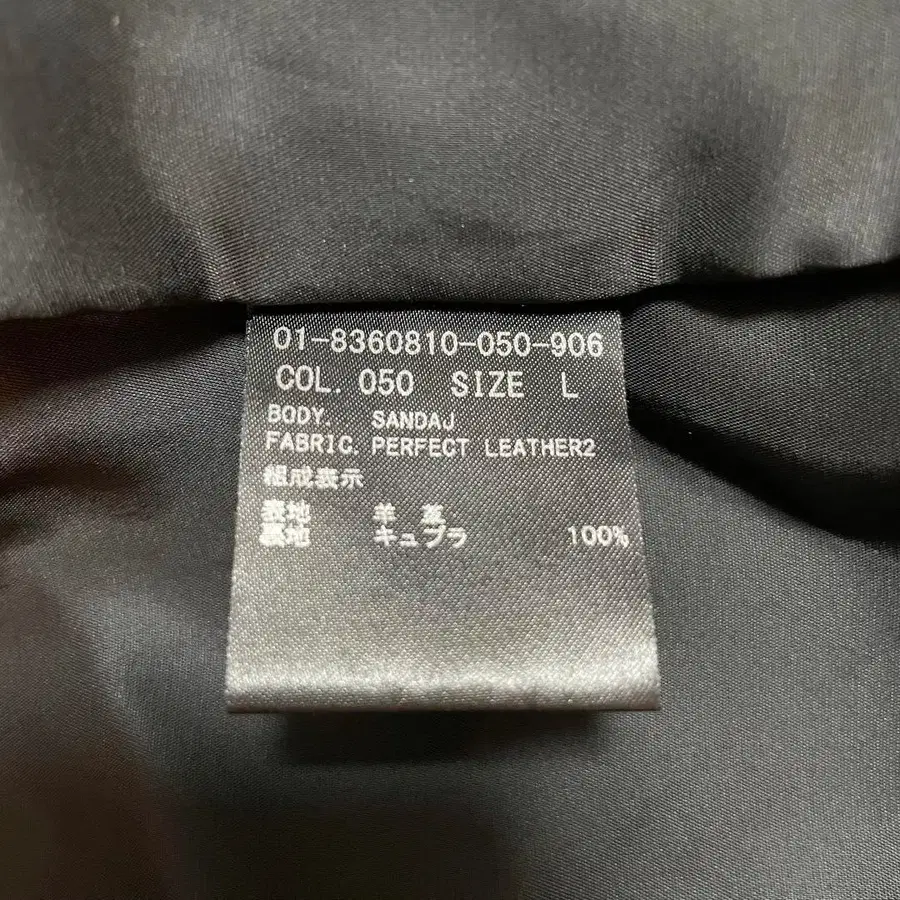 01-8360810-050-906
COL. 050 SIZE L
BODY. SANDAJ
FABRIC. PERFECT LEATHER2
組成表示
表地 羊 革
裏地 キュプラ 100%